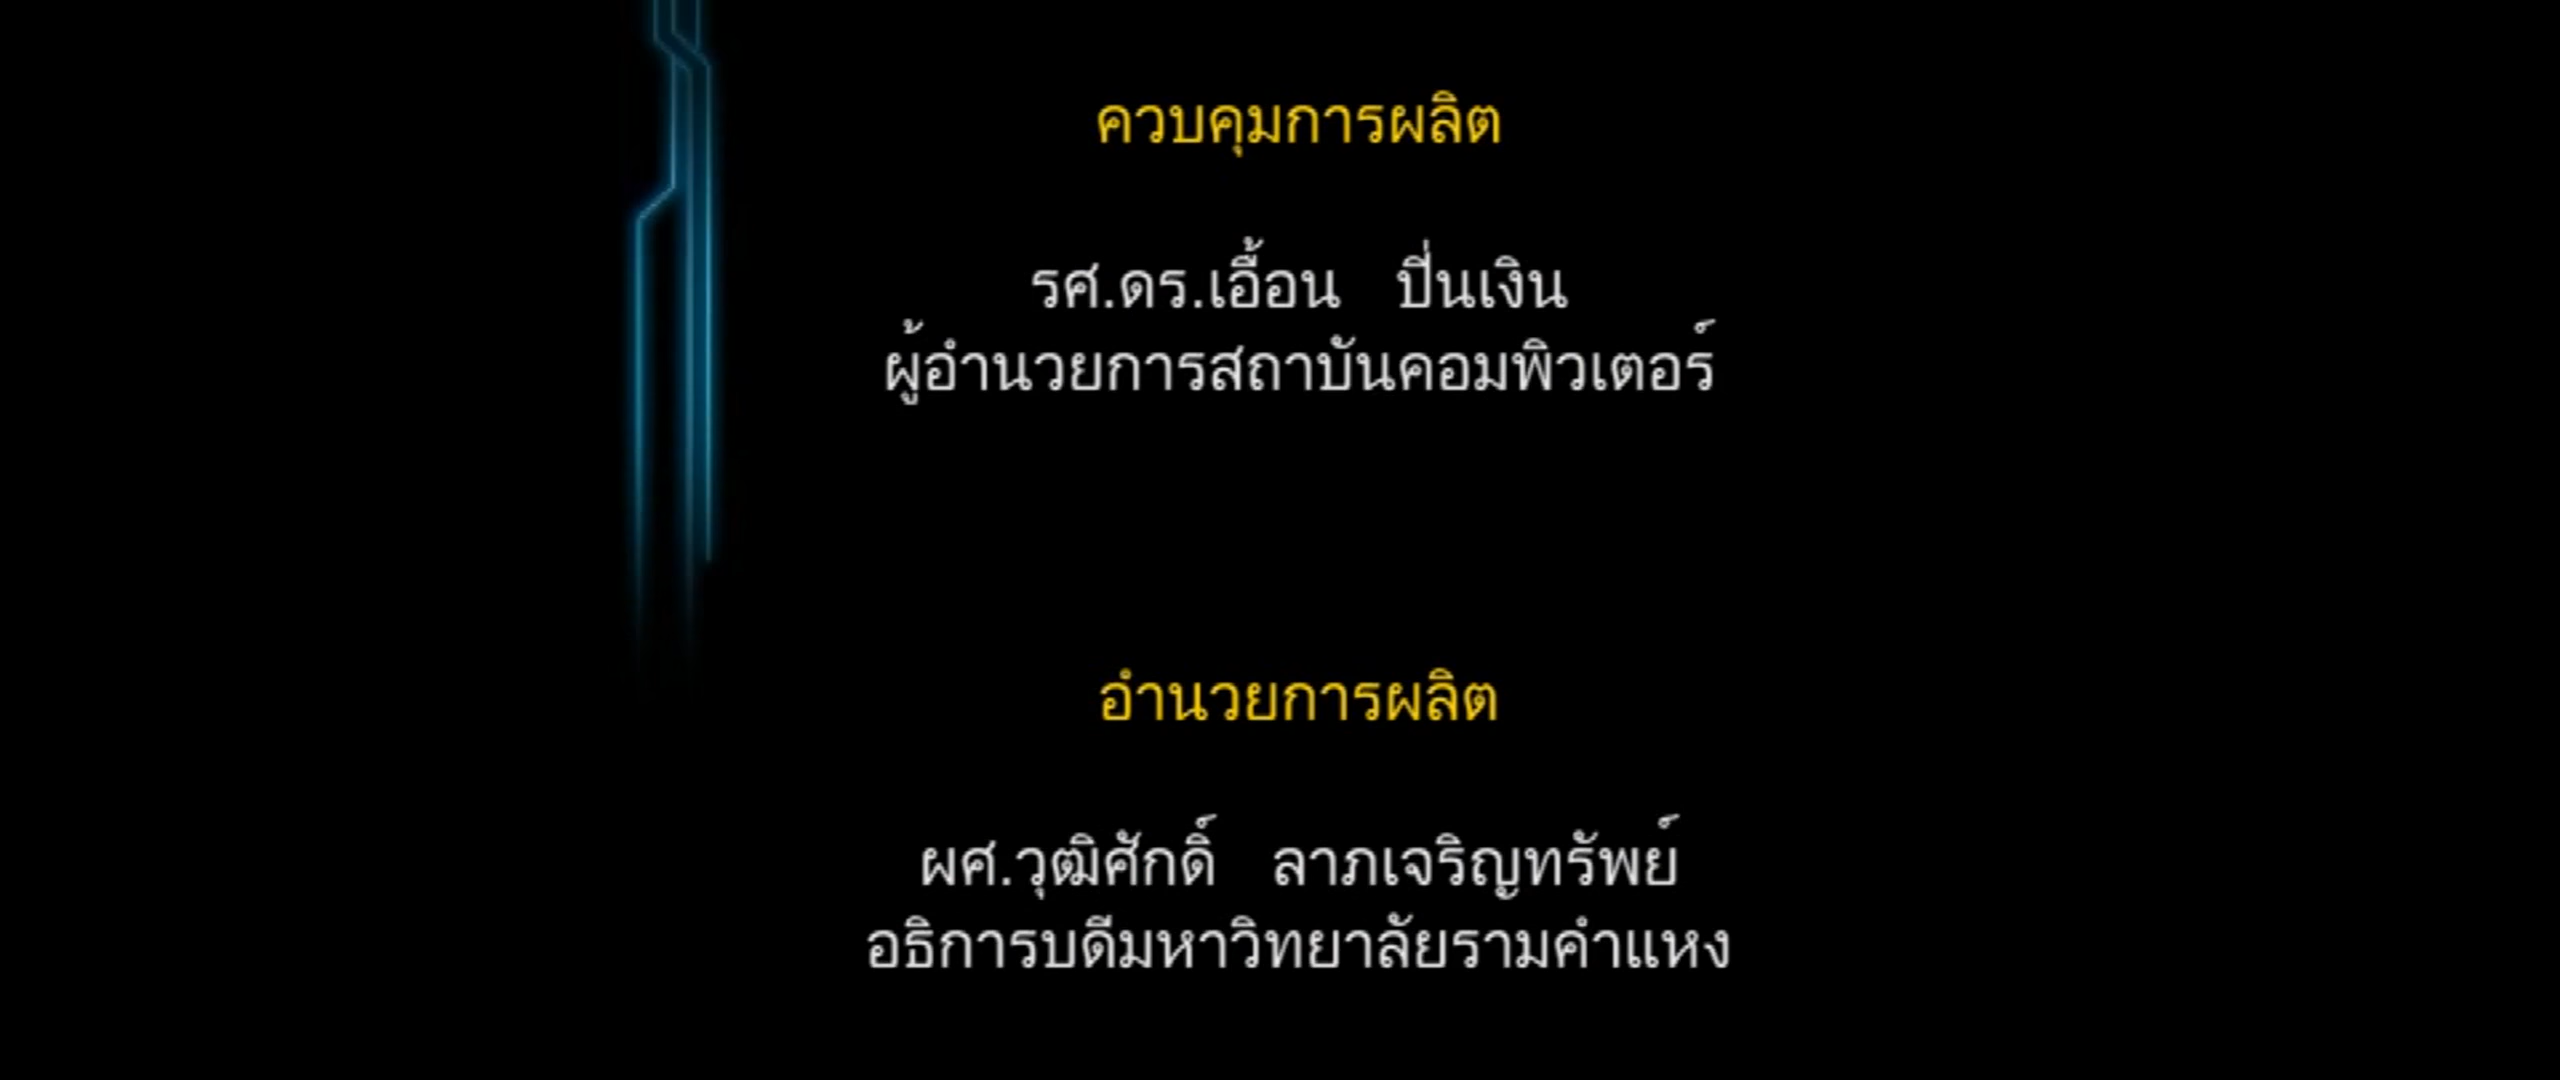 ควบคุมการผลิต
รศ.ดร.เอื้อน   ปิ่นเงิน
ผู้อำนวยการสถาบันคอมพิวเตอร์
อำนวยการผลิต
ผศ.วุฒิศักดิ์   ลาภเจริญทรัพย์
อธิการบดีมหาวิทยาลัยรามคำแหง